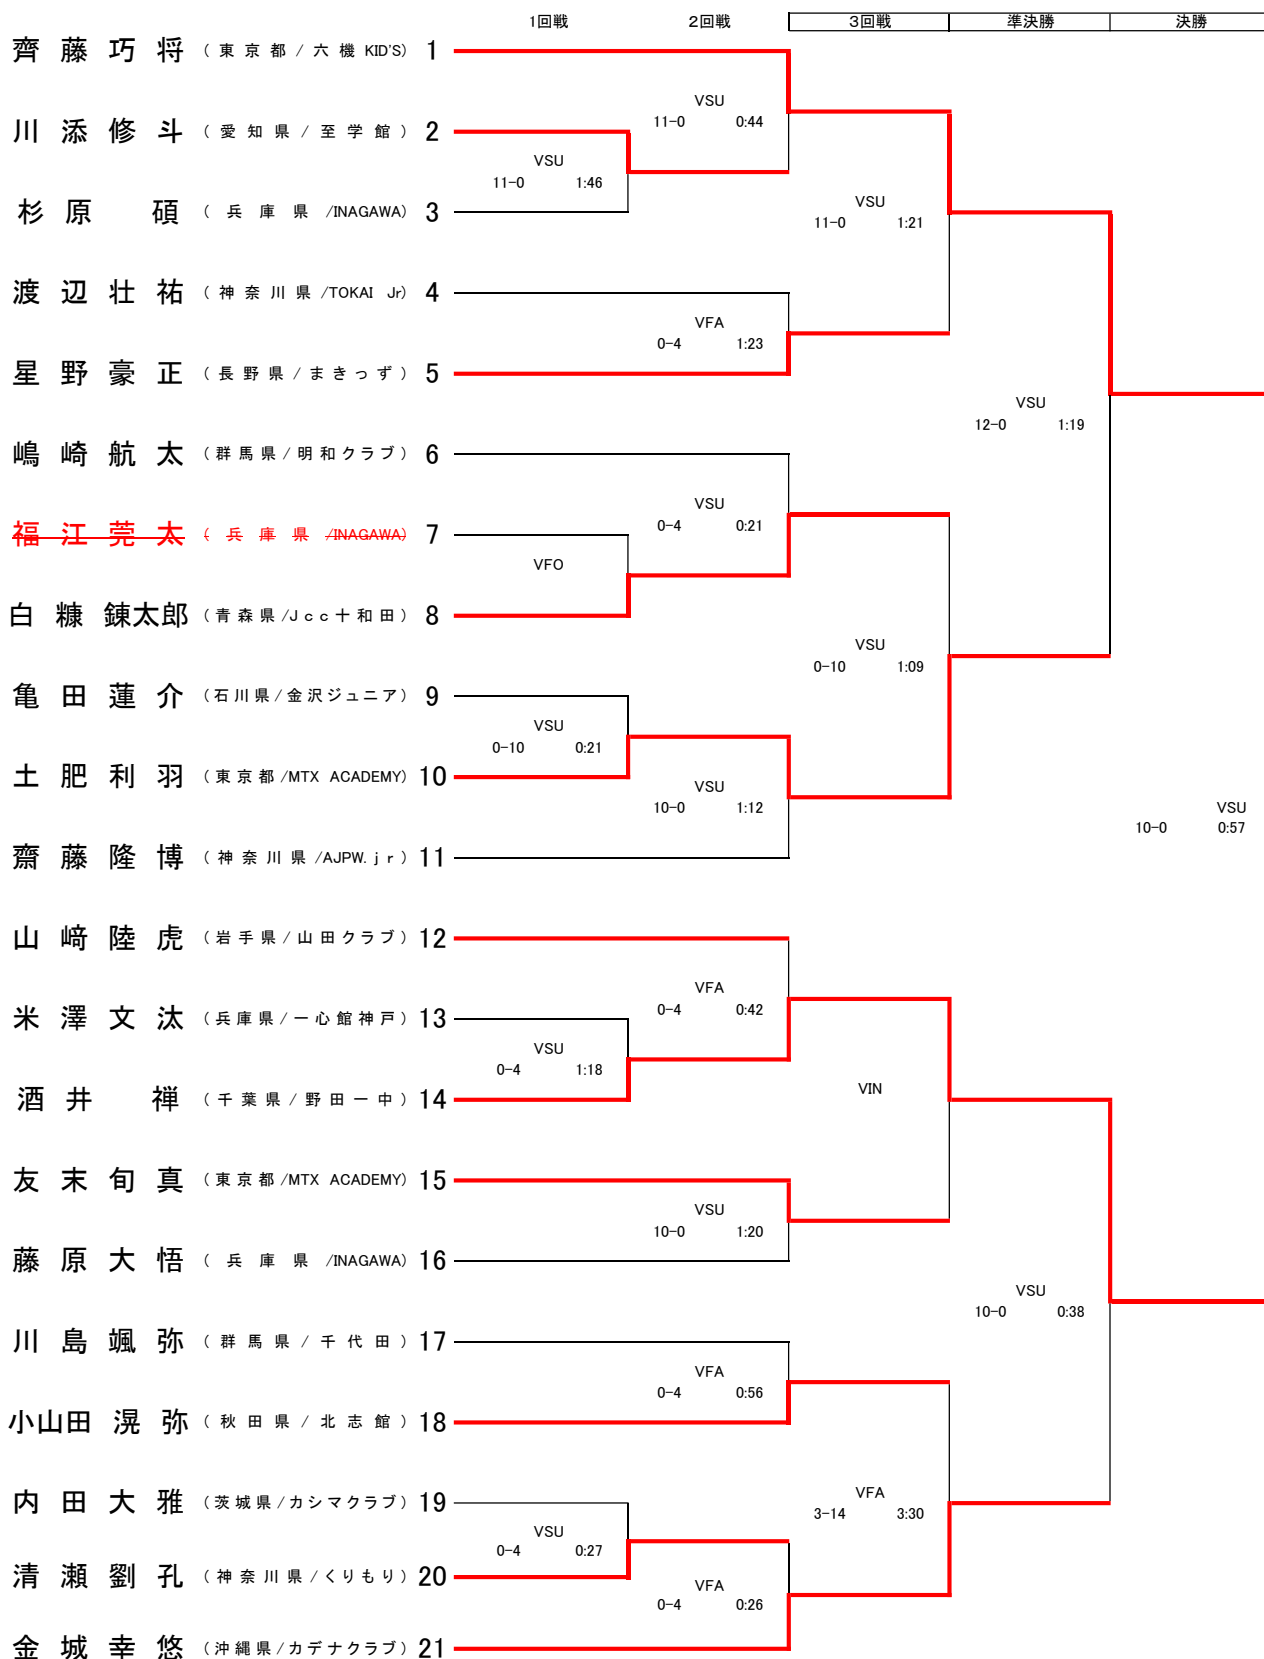 1回戦 2回戦 3回戦 準決勝 決勝
齊藤巧将 (東京都/六機KID'S) 1
VSU
11-0 0:44
川添修斗 (愛知県/至学館) 2
VSU
11-0 1:46
杉原 碩 (兵庫県/INAGAWA) 3
VSU
11-0 1:21
渡辺壮祐 (神奈川県/TOKAI Jr) 4
VFA
0-4 1:23
星野豪正 (長野県/まきっず) 5
VSU
12-0 1:19
嶋崎航太 (群馬県/明和クラブ) 6
VSU
0-4 0:21
福江莞太 (兵庫県/INAGAWA) 7
VFO
白糠錬太郎 (青森県/Jcc十和田) 8
VSU
0-10 1:09
亀田蓮介 (石川県/金沢ジュニア) 9
VSU
0-10 0:21
土肥利羽 (東京都/MTX ACADEMY) 10
VSU
10-0 1:12
VSU
10-0 0:57
齋藤隆博 (神奈川県/AJPW.jr) 11
山﨑陸虎 (岩手県/山田クラブ) 12
VFA
0-4 0:42
米澤文汰 (兵庫県/一心館神戸) 13
VSU
0-4 1:18
VIN
酒井 禅 (千葉県/野田一中) 14
友末旬真 (東京都/MTX ACADEMY) 15
VSU
10-0 1:20
藤原大悟 (兵庫県/INAGAWA) 16
VSU
10-0 0:38
川島颯弥 (群馬県/千代田) 17
VFA
0-4 0:56
小山田滉弥 (秋田県/北志館) 18
VFA
3-14 3:30
内田大雅 (茨城県/カシマクラブ) 19
VSU
0-4 0:27
清瀬劉孔 (神奈川県/くりもり) 20
VFA
0-4 0:26
金城幸悠 (沖縄県/カデナクラブ) 21